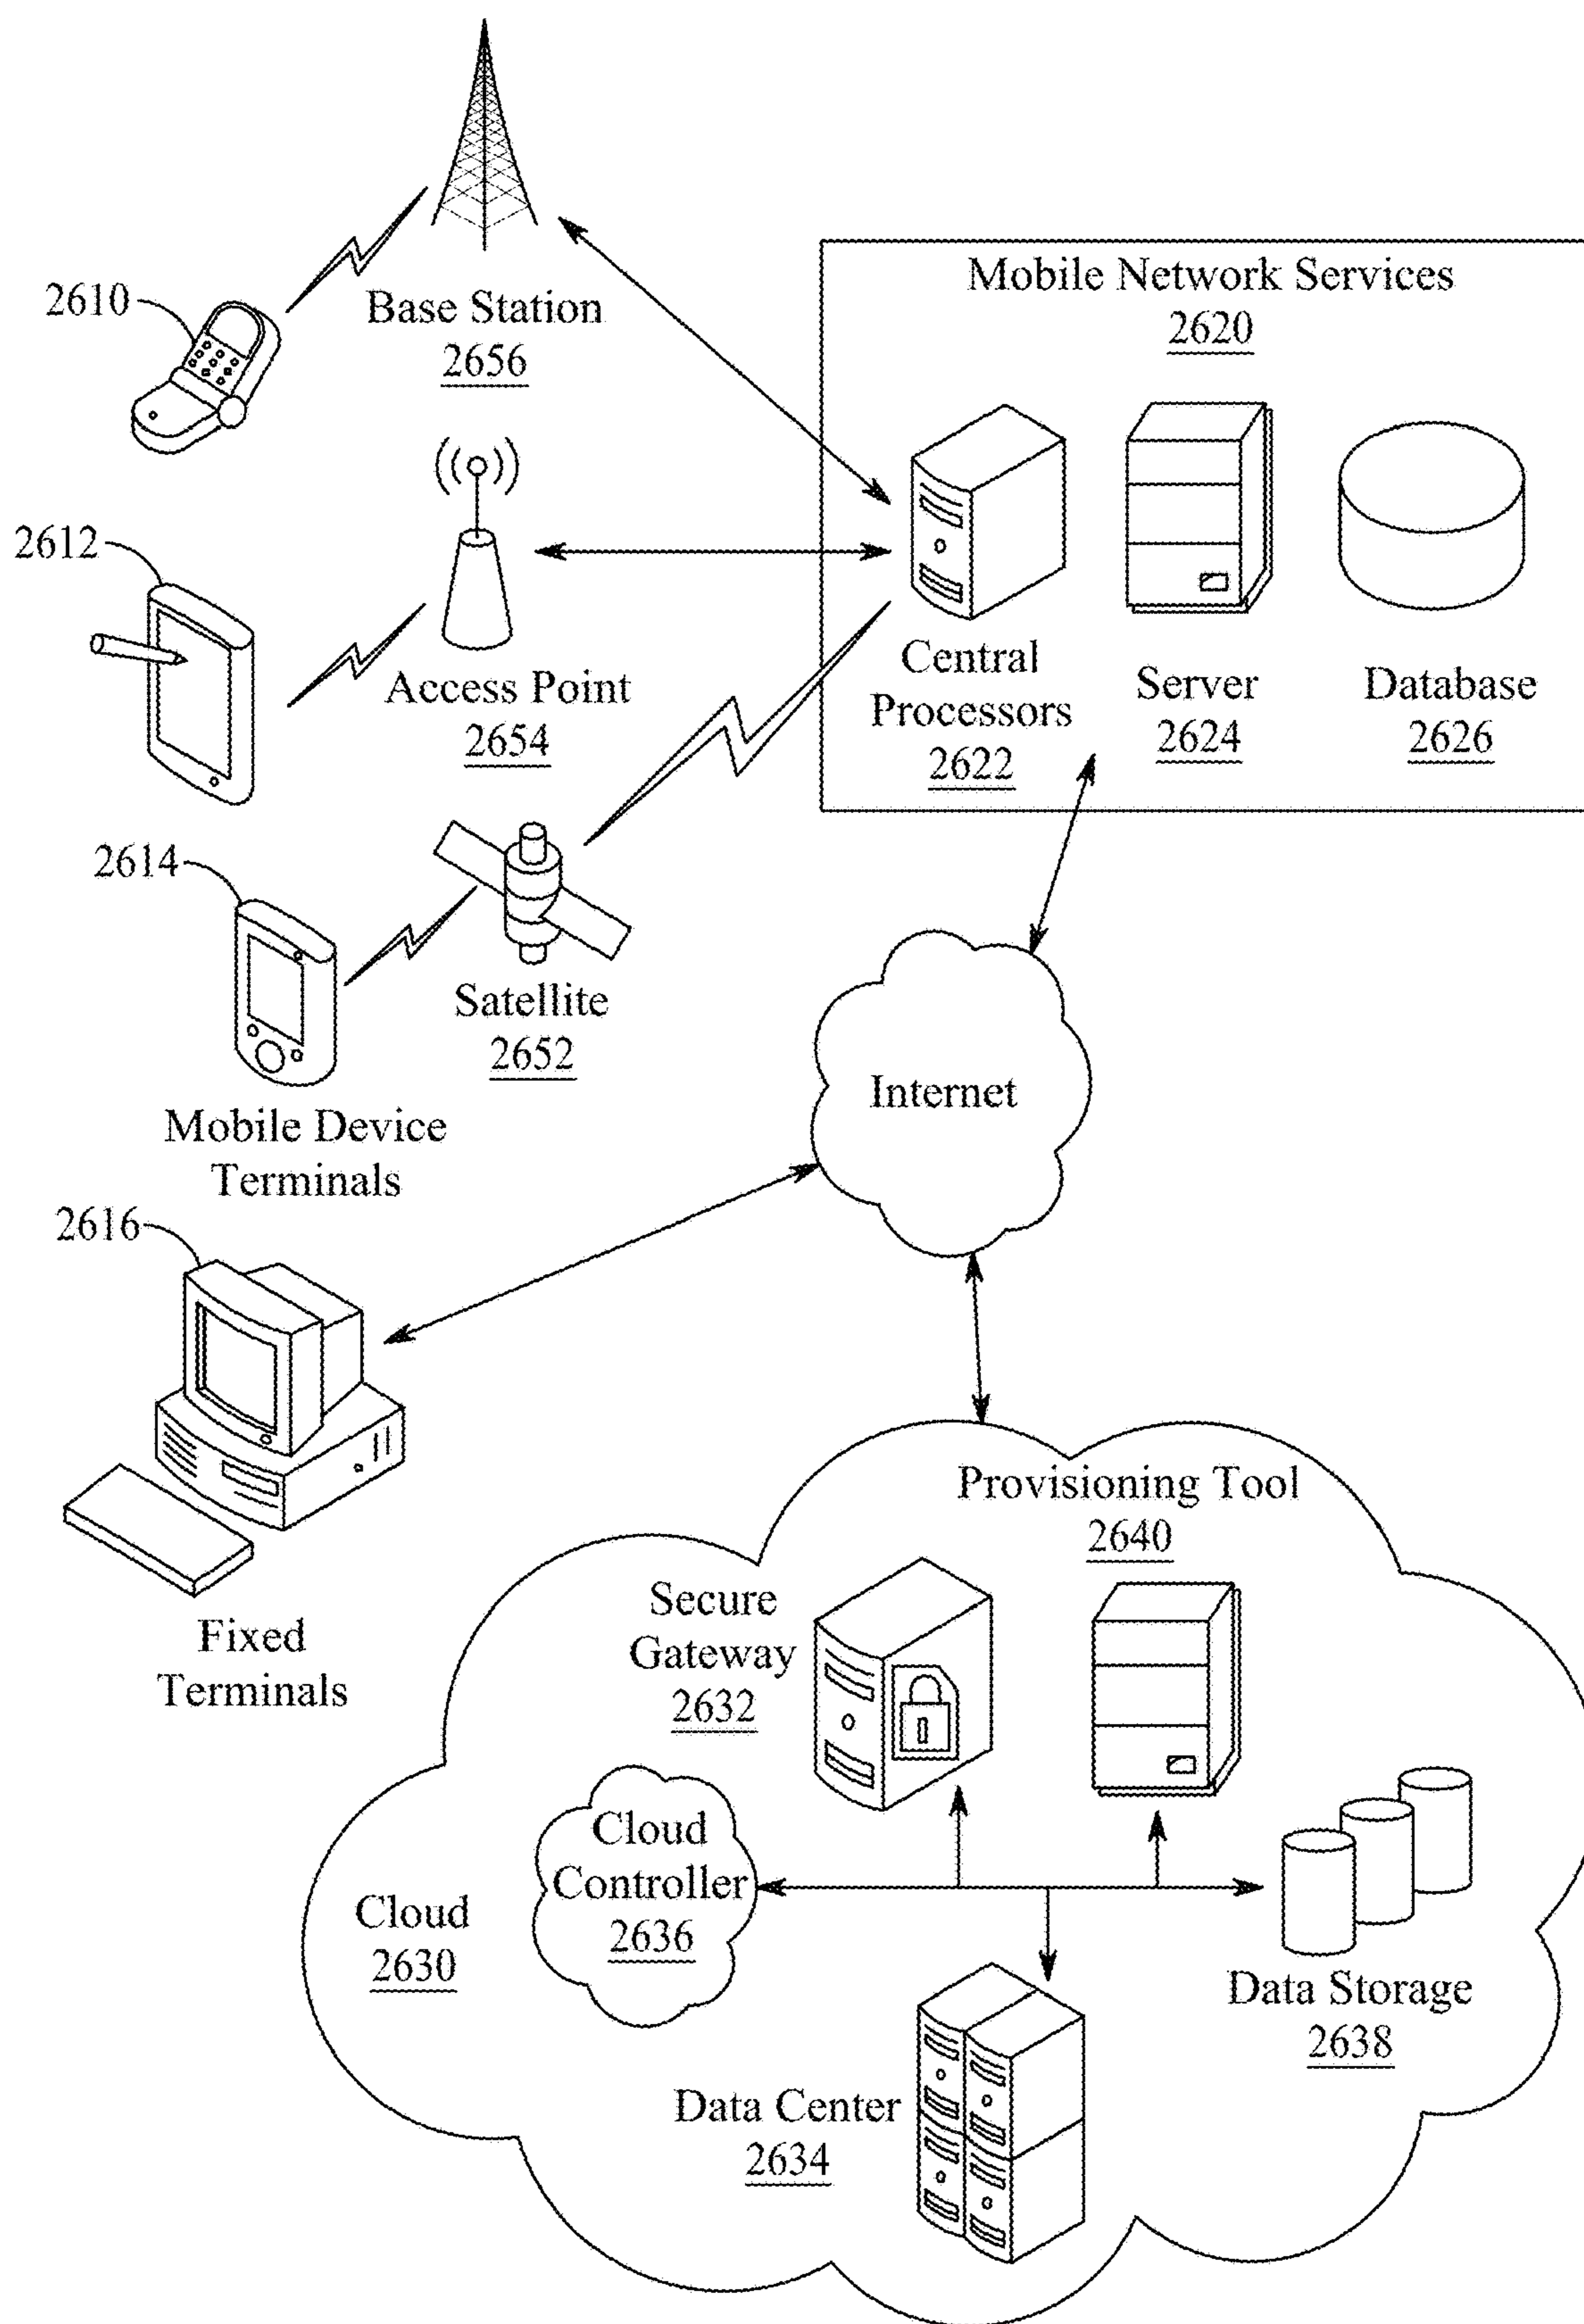 2610
Base Station
2656
Mobile Network Services
2620
2612
Access Point
2654
Central
Processors
2622
Server
2624
Database
2626
2614
Satellite
2652
Mobile Device
Terminals
Internet
2616
Fixed
Terminals
Provisioning Tool
2640
Secure
Gateway
2632
Cloud
Controller
2636
Cloud
2630
Data Storage
2638
Data Center
2634